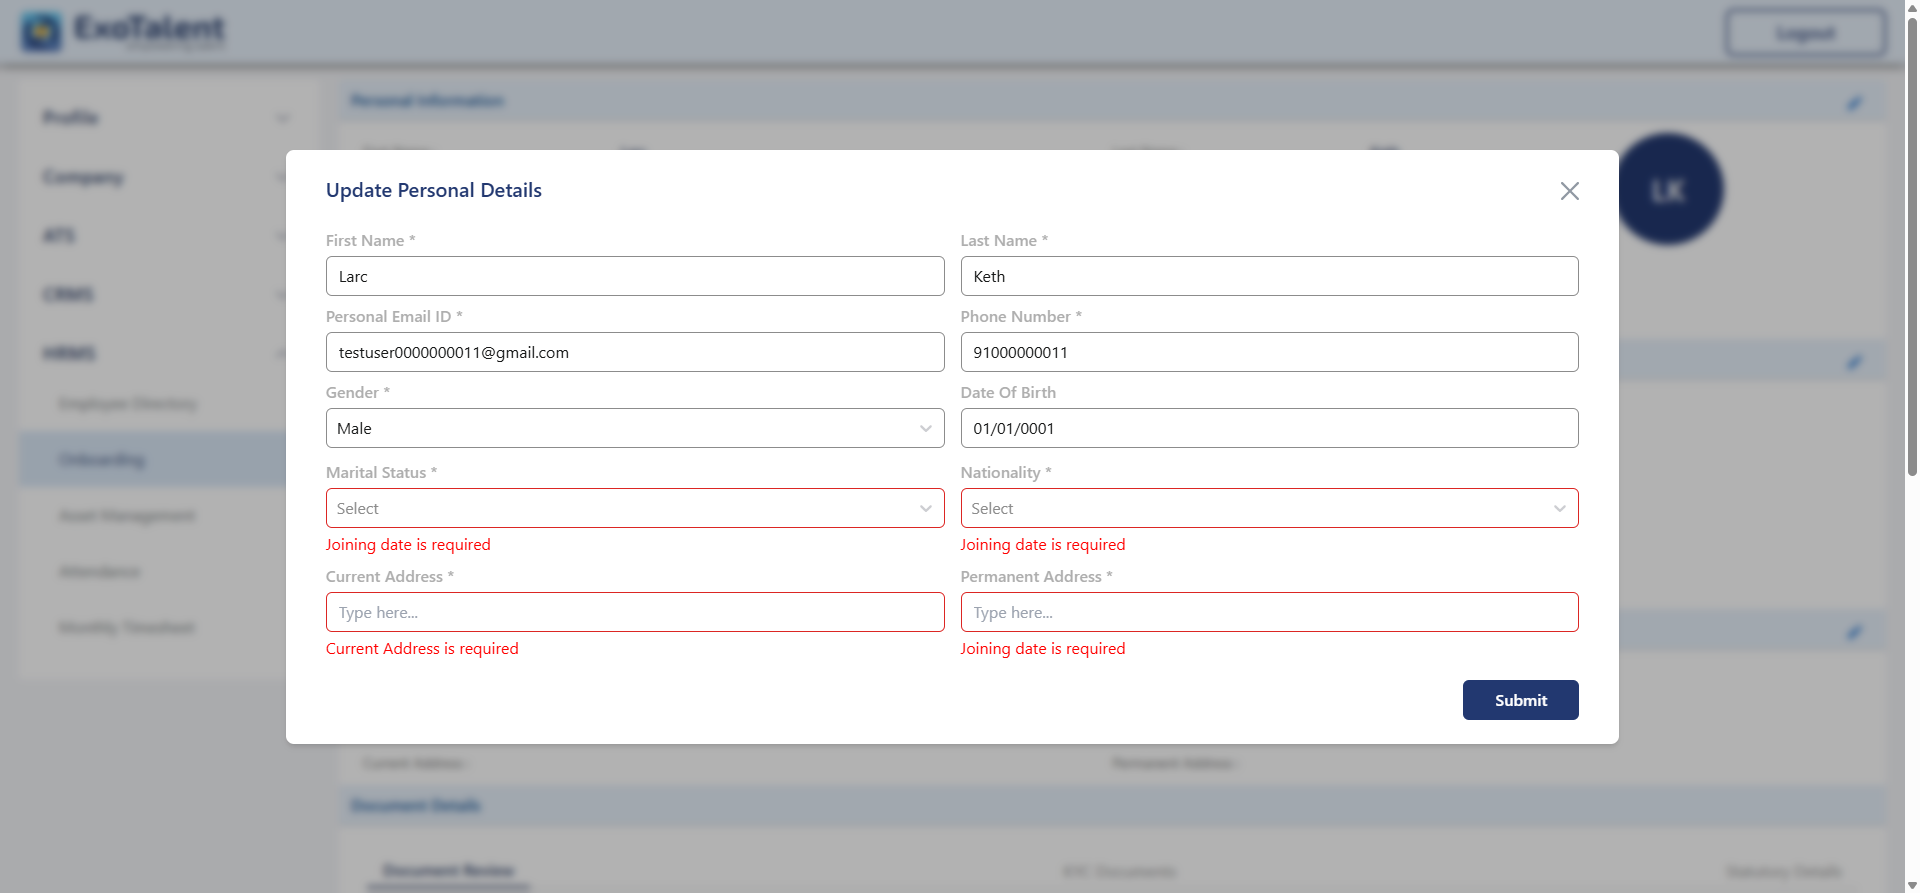 ExoTalent
Logout
Personal Information
Profile
Company
ATS
CRMS
HRMS
Employee Directory
Onboarding
Asset Management
Attendance
Monthly Timesheet
LK
Update Personal Details
First Name *
Last Name *
Larc
Keth
Personal Email ID *
Phone Number *
testuser0000000011@gmail.com
91000000011
Gender *
Date Of Birth
Male
01/01/0001
Marital Status *
Nationality *
Select
Select
Joining date is required
Joining date is required
Current Address *
Permanent Address *
Type here...
Type here...
Current Address is required
Joining date is required
Submit
Current Address
Permanent Address
Document Details
Document Review
KYC Documents
Statutory Details